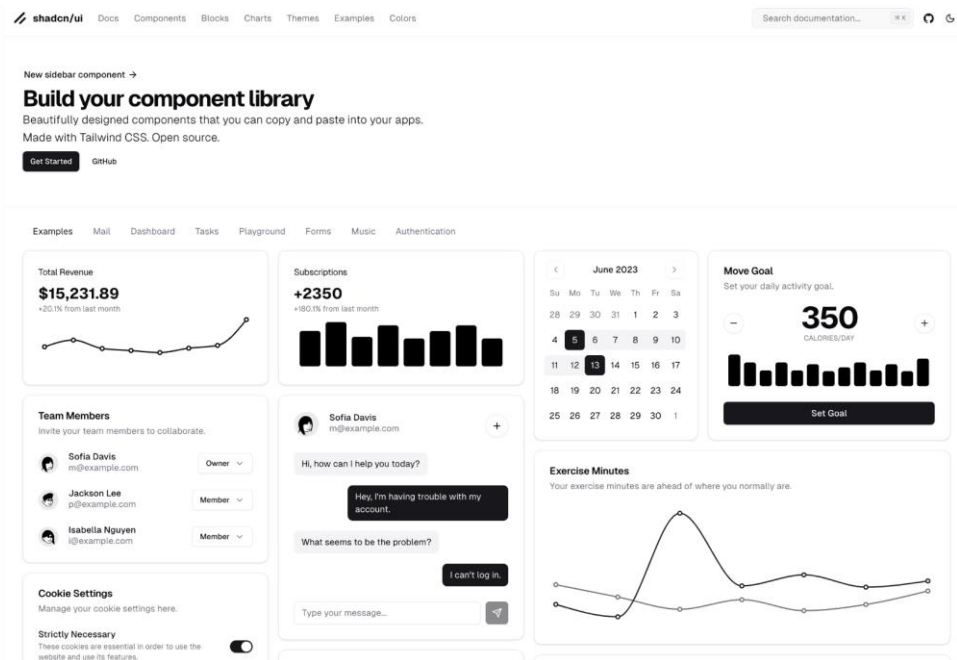 shadcn/ui Docs Components Blocks Charts Themes Examples Colors Search documentation... ⌘ K
New sidebar component →
Build your component library
Beautifully designed components that you can copy and paste into your apps.
Made with Tailwind CSS. Open source.
Get Started GitHub
Examples Mail Dashboard Tasks Playground Forms Music Authentication
Total Revenue
$15,231.89
+20.1% from last month
Subscriptions
+2350
+180.1% from last month
June 2023
Su Mo Tu We Th Fr Sa
28 29 30 31 1 2 3
4 5 6 7 8 9 10
11 12 13 14 15 16 17
18 19 20 21 22 23 24
25 26 27 28 29 30 1
Move Goal
Set your daily activity goal.
350
CALORIES/DAY
Set Goal
Team Members
Invite your team members to collaborate.
Sofia Davis
m@example.com
Owner
Jackson Lee
p@example.com
Member
Isabella Nguyen
i@example.com
Member
Sofia Davis
m@example.com
Hi, how can I help you today?
Hey, I'm having trouble with my
account.
What seems to be the problem?
I can't log in.
Type your message...
Exercise Minutes
Your exercise minutes are ahead of where you normally are.
Cookie Settings
Manage your cookie settings here.
Strictly Necessary
These cookies are essential in order to use the
website and use its features.